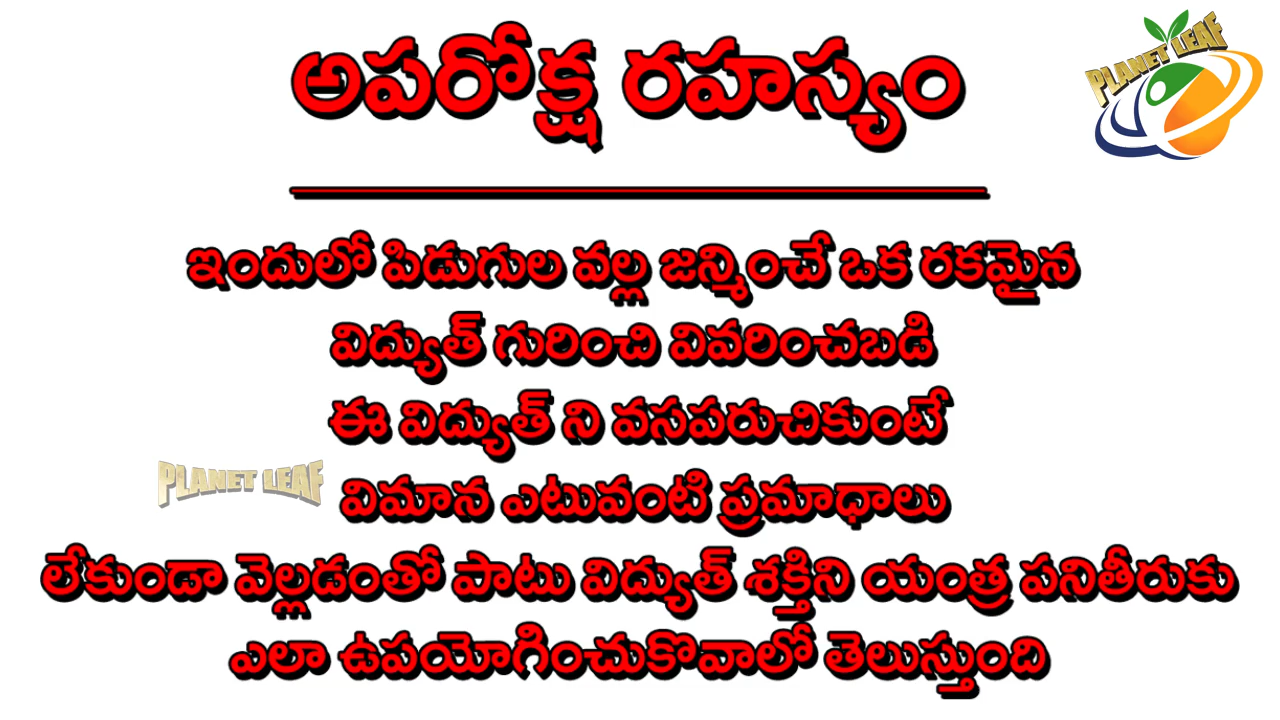 PLANET LEAF
అపరోక్ష రహస్యం
ఇందులో పిడుగుల వల్ల జన్మించే ఒక రకమైన
విద్యుత్ గురించి వివరించబడి
ఈ విద్యుత్ ని వసపరుచికుంటే
PLANET LEAF
విమాన ఎటువంటి ప్రమాధాలు
లేకుండా వెల్లడంతో పాటు విద్యుత్ శక్తిని యంత్ర పనితీరుకు
ఎలా ఉపయోగించుకొవాలో తెలుస్తుంది